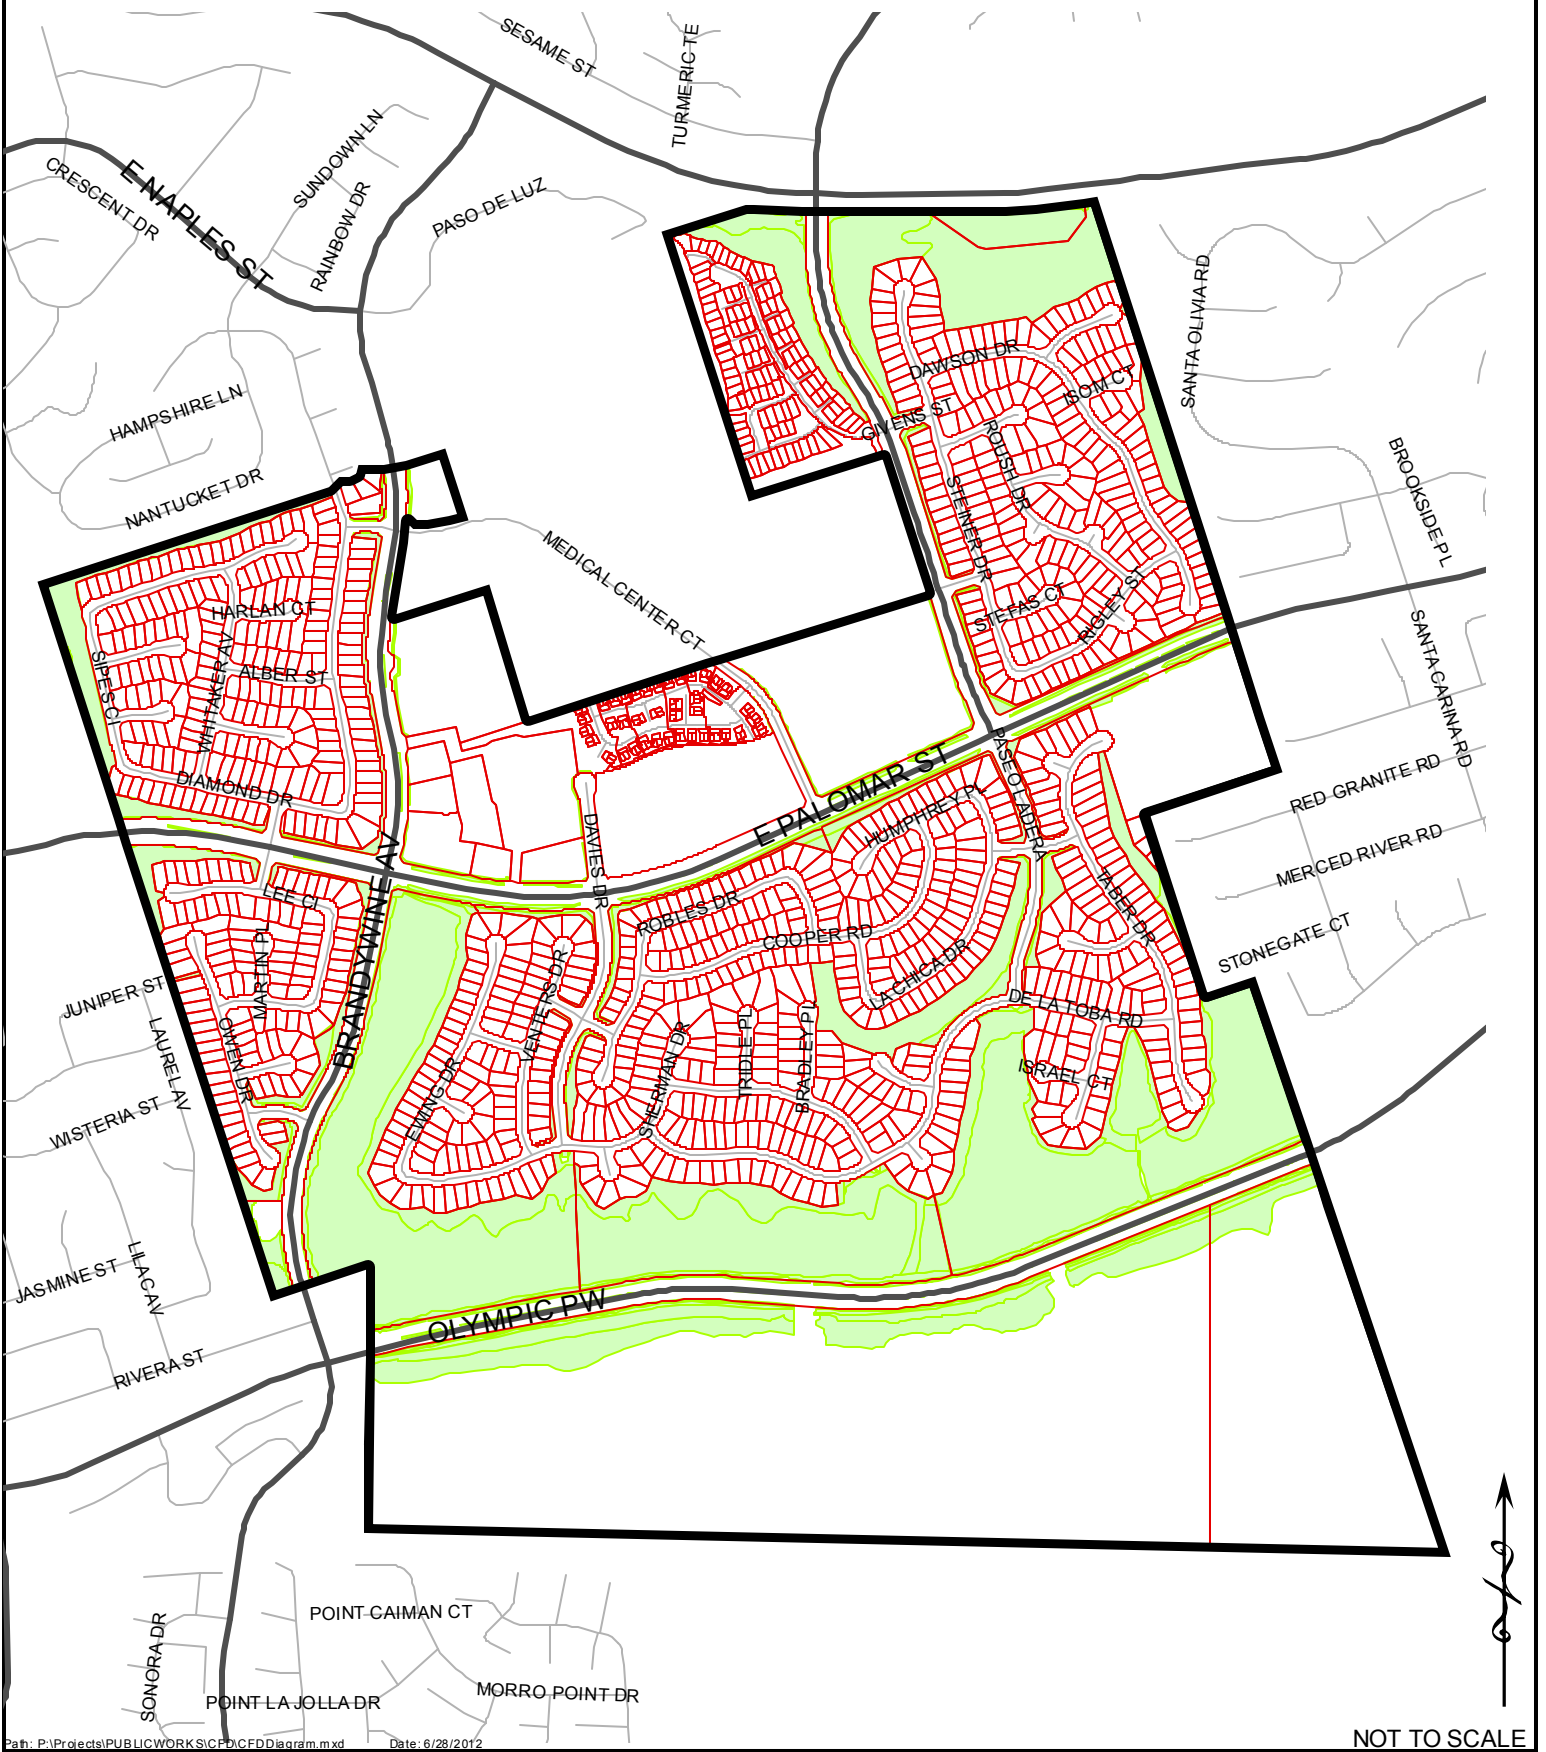 SESAME ST
TURMERIC TE
SUNDOWN LN
E NAPLES ST
CRESCENT DR
RAINBOW DR
PASO DE LUZ
SANTA OLIVIA RD
DAWSON DR
ISOM CT
GIVENS ST
HAMPSHIRE LN
ROUSH DR
BROOKSIDE PL
NANTUCKET DR
STEINER DR
MEDICAL CENTER CT
STEFAS CT
RIGLEY ST
HARLAN CT
SANTA CARINA RD
WHITAKER AV
ALBER ST
SIPES CI
DIAMOND DR
PASEO LADERA
E PALOMAR ST
RED GRANITE RD
HUMPHREY PL
DAVIES DR
MERCED RIVER RD
LEE CI
BRANDYWINE AV
TABER DR
ROBLES DR
COOPER RD
STONEGATE CT
MARTIN PL
LA CHICA DR
JUNIPER ST
VENTERS DR
DE LA TOBA RD
LAUREL AV
OWEN DR
TRIDLE PL
BRADLEY PL
SHERMAN DR
ISRAEL CT
EWING DR
WISTERIA ST
LILAC AV
JASMINE ST
OLYMPIC PW
RIVERA ST
POINT CAIMAN CT
SONORA DR
POINT LA JOLLA DR
MORRO POINT DR
NOT TO SCALE
Path: P:\Projects\PUBLICWORKS\CFD\CFDDiagram.mxd Date: 6/28/2012